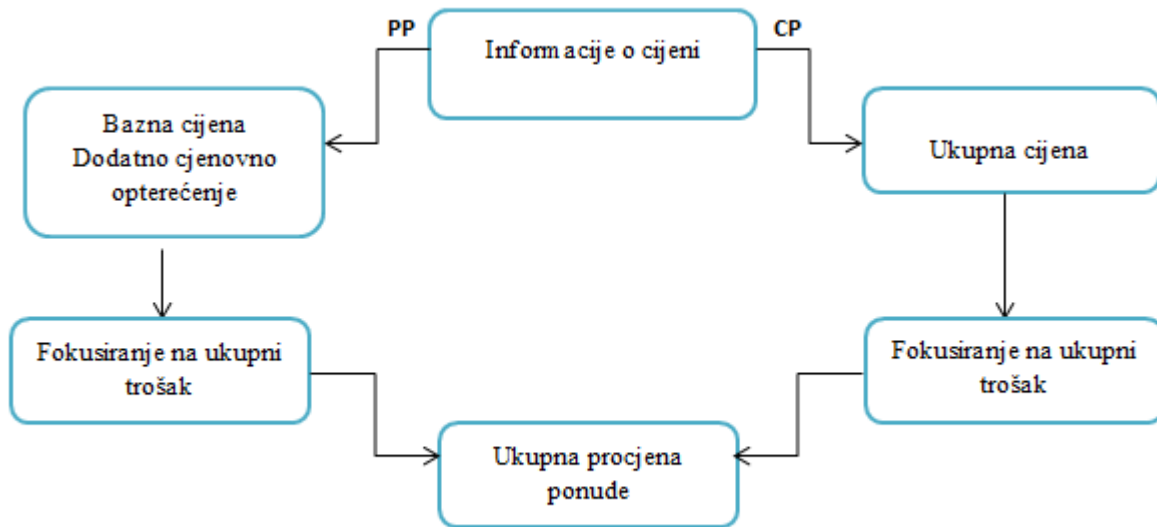 PP
Informacije o cijeni
CP
Bazna cijena
Dodatno cjenovno
opterećenje
Ukupna cijena
Fokusiranje na ukupni
trošak
Fokusiranje na ukupni
trošak
Ukupna procjena
ponude